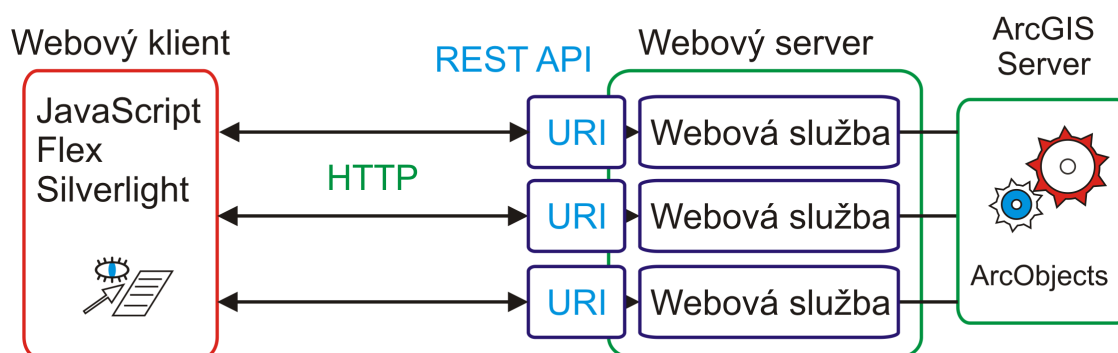 Webový klient
REST API
Webový server
ArcGIS
Server
JavaScript
Flex
Silverlight
HTTP
URI
Webová služba
URI
Webová služba
URI
Webová služba
ArcObjects